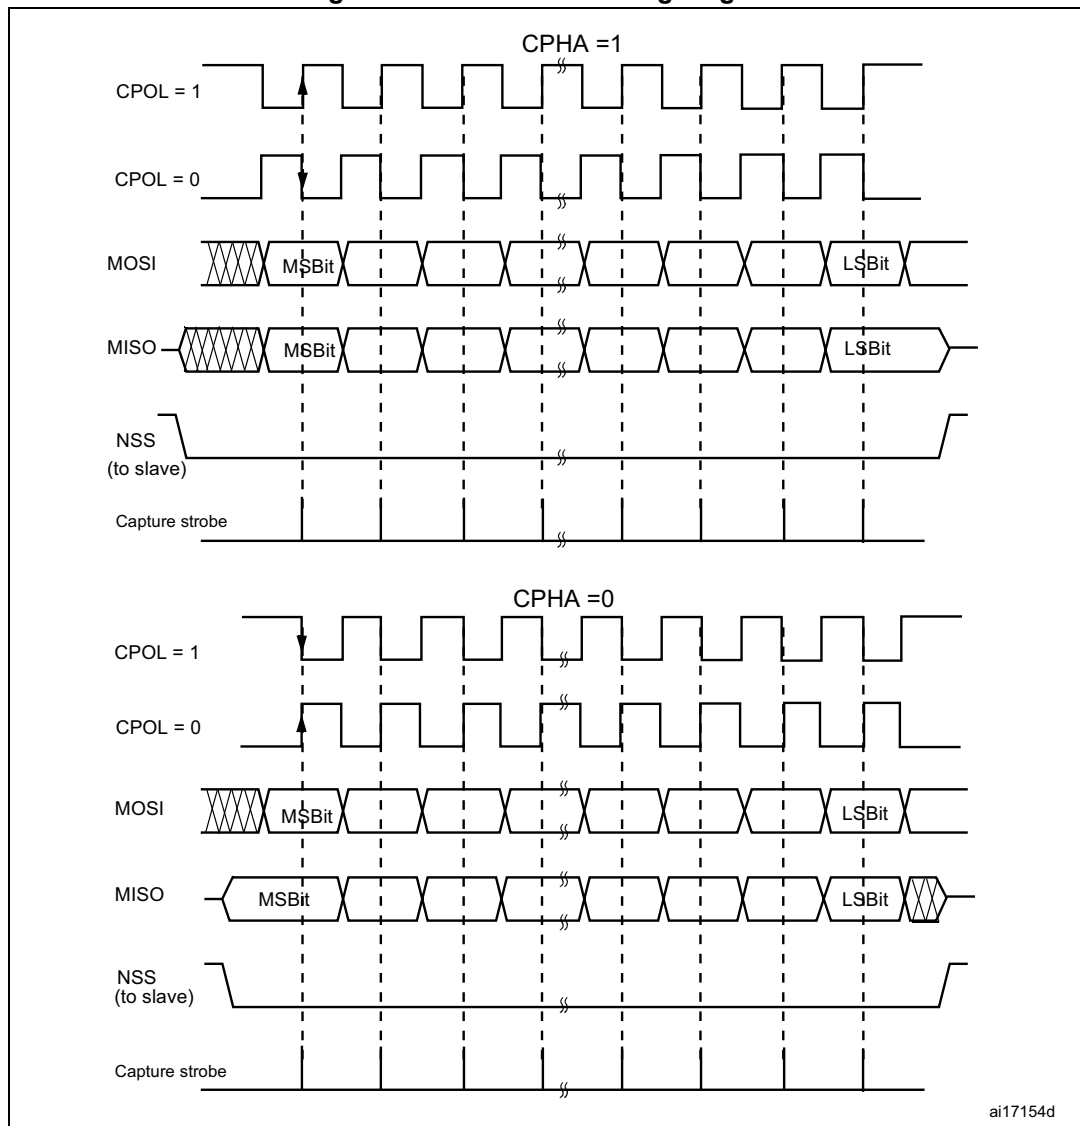 CPHA =1
CPOL = 1
CPOL = 0
MOSI
MSBit
LSBit
MISO
MSBit
LSBit
NSS
(to slave)
Capture strobe
CPHA =0
CPOL = 1
CPOL = 0
MOSI
MSBit
LSBit
MISO
MSBit
LSBit
NSS
(to slave)
Capture strobe
ai17154d